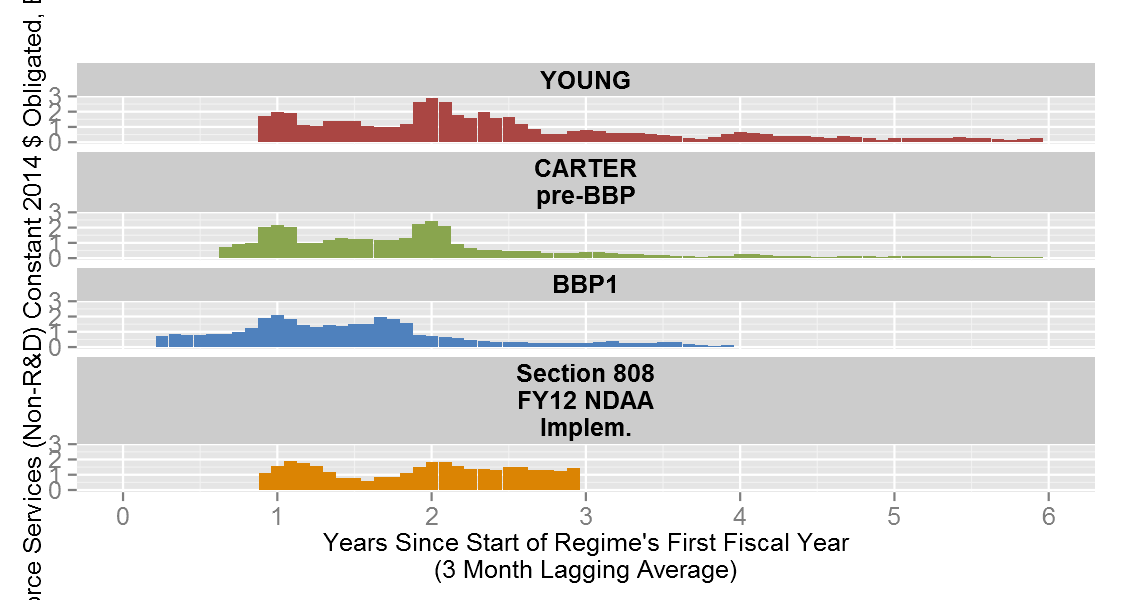 YOUNG
3
2
1
0
CARTER
pre-BBP
3
2
1
0
BBP1
3
2
1
0
Section 808
FY12 NDAA
Implem.
3
2
1
0
0 1 2 3 4 5 6
Years Since Start of Regime's First Fiscal Year
(3 Month Lagging Average)
Services (Non-R&D) Constant 2014 $ Obligated,